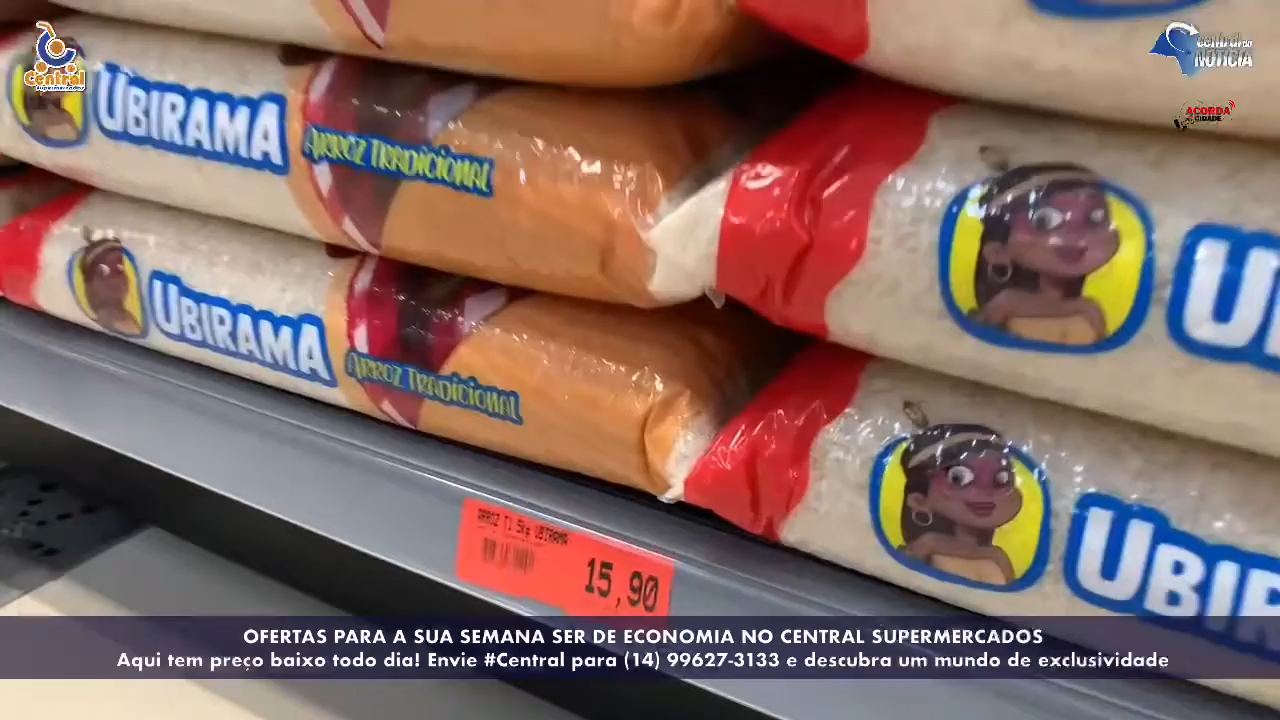 Central
supermercados
Central da
NOTÍCIA
ACORDA
CIDADE
UBIRAMA
ARROZ TRADICIONAL
UBIRAMA
ARROZ TRADICIONAL
UBIR
ARROZ T1 5kg UBIRAMA
15,90
OFERTAS PARA A SUA SEMANA SER DE ECONOMIA NO CENTRAL SUPERMERCADOS
Aqui tem preço baixo todo dia! Envie #Central para (14) 99627-3133 e descubra um mundo de exclusividade